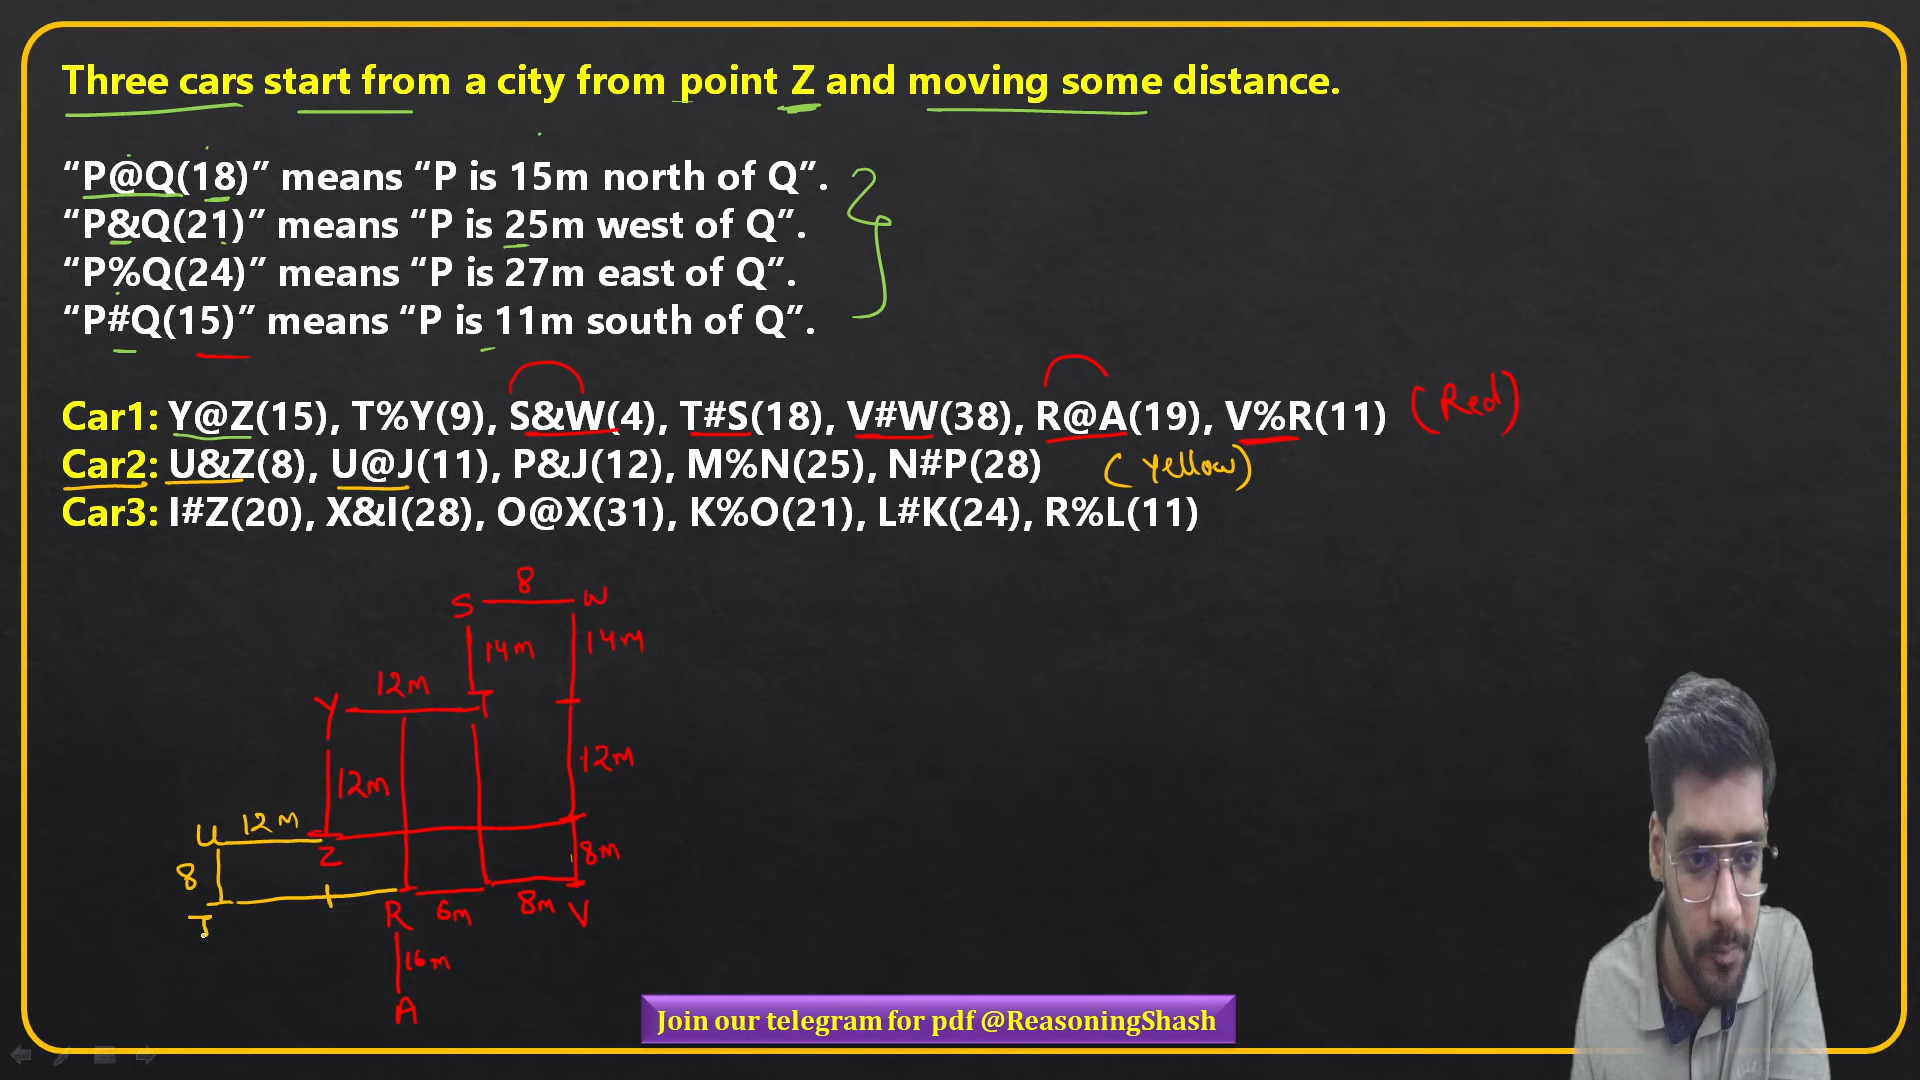 Three cars start from a city from point Z and moving some distance.
“P@Q(18)” means “P is 15m north of Q”.
“P&Q(21)” means “P is 25m west of Q”.
“P%Q(24)” means “P is 27m east of Q”.
“P#Q(15)” means “P is 11m south of Q”.
Car1: Y@Z(15), T%Y(9), S&W(4), T#S(18), V#W(38), R@A(19), V%R(11) (Red)
Car2: U&Z(8), U@J(11), P&J(12), M%N(25), N#P(28) (Yellow)
Car3: I#Z(20), X&I(28), O@X(31), K%O(21), L#K(24), R%L(11)
8
S W
14m 14m
12m
Y T
12m 12m
U 12m
Z
8 8m
J R 6m 8m V
16m
A
Join our telegram for pdf @ReasoningShash